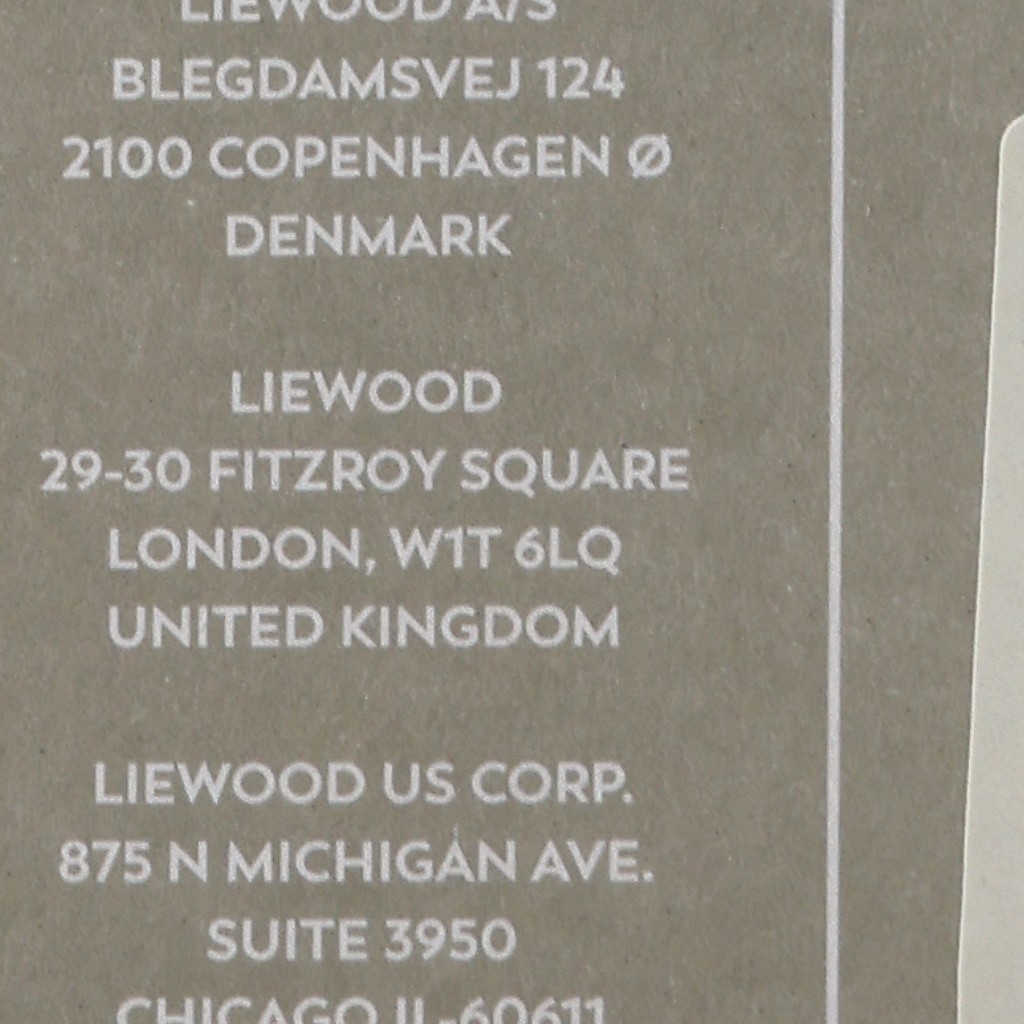 LIEWOOD A/S
BLEGDAMSVEJ 124
2100 COPENHAGEN Ø
DENMARK
LIEWOOD
29-30 FITZROY SQUARE
LONDON, W1T 6LQ
UNITED KINGDOM
LIEWOOD US CORP.
875 N MICHIGAN AVE.
SUITE 3950
CHICAGO IL-60611